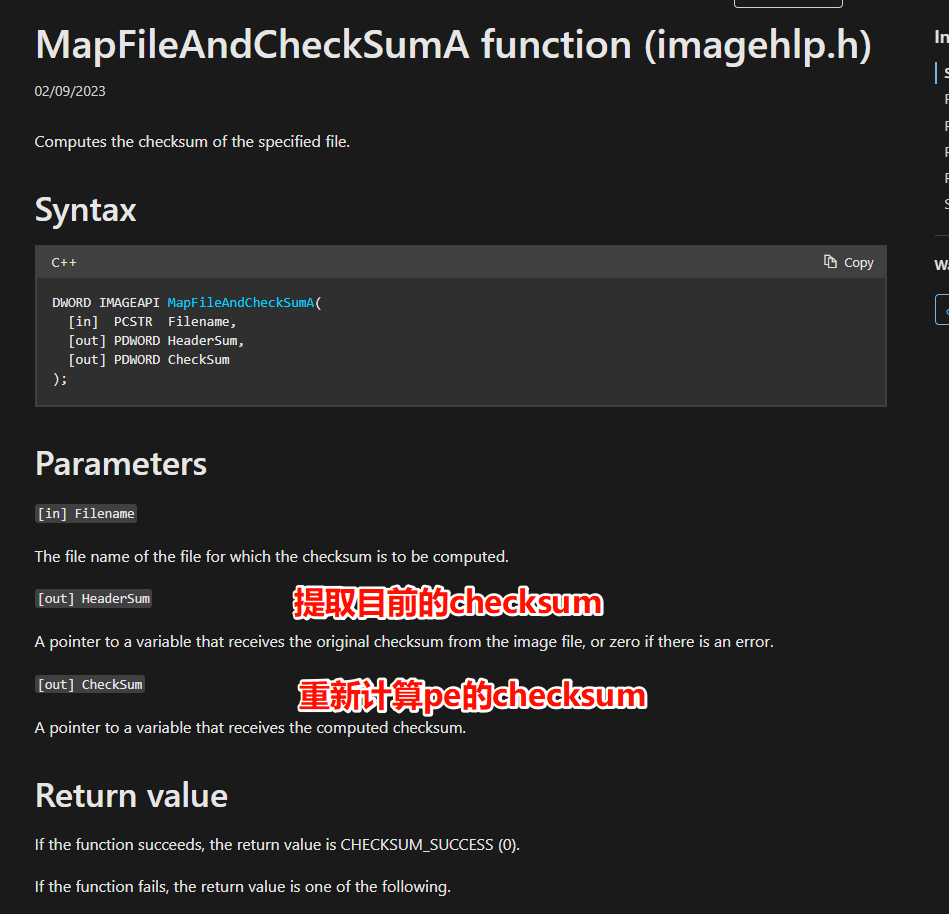 MapFileAndCheckSumA function (imagehlp.h)
In
02/09/2023
Computes the checksum of the specified file.
Syntax
C++
Copy
DWORD IMAGEAPI MapFileAndCheckSumA(
[in]  PCSTR  Filename,
[out] PDWORD HeaderSum,
[out] PDWORD CheckSum
);
Parameters
[in] Filename
The file name of the file for which the checksum is to be computed.
[out] HeaderSum
提取目前的checksum
A pointer to a variable that receives the original checksum from the image file, or zero if there is an error.
[out] CheckSum
重新计算pe的checksum
A pointer to a variable that receives the computed checksum.
Return value
If the function succeeds, the return value is CHECKSUM_SUCCESS (0).
If the function fails, the return value is one of the following.